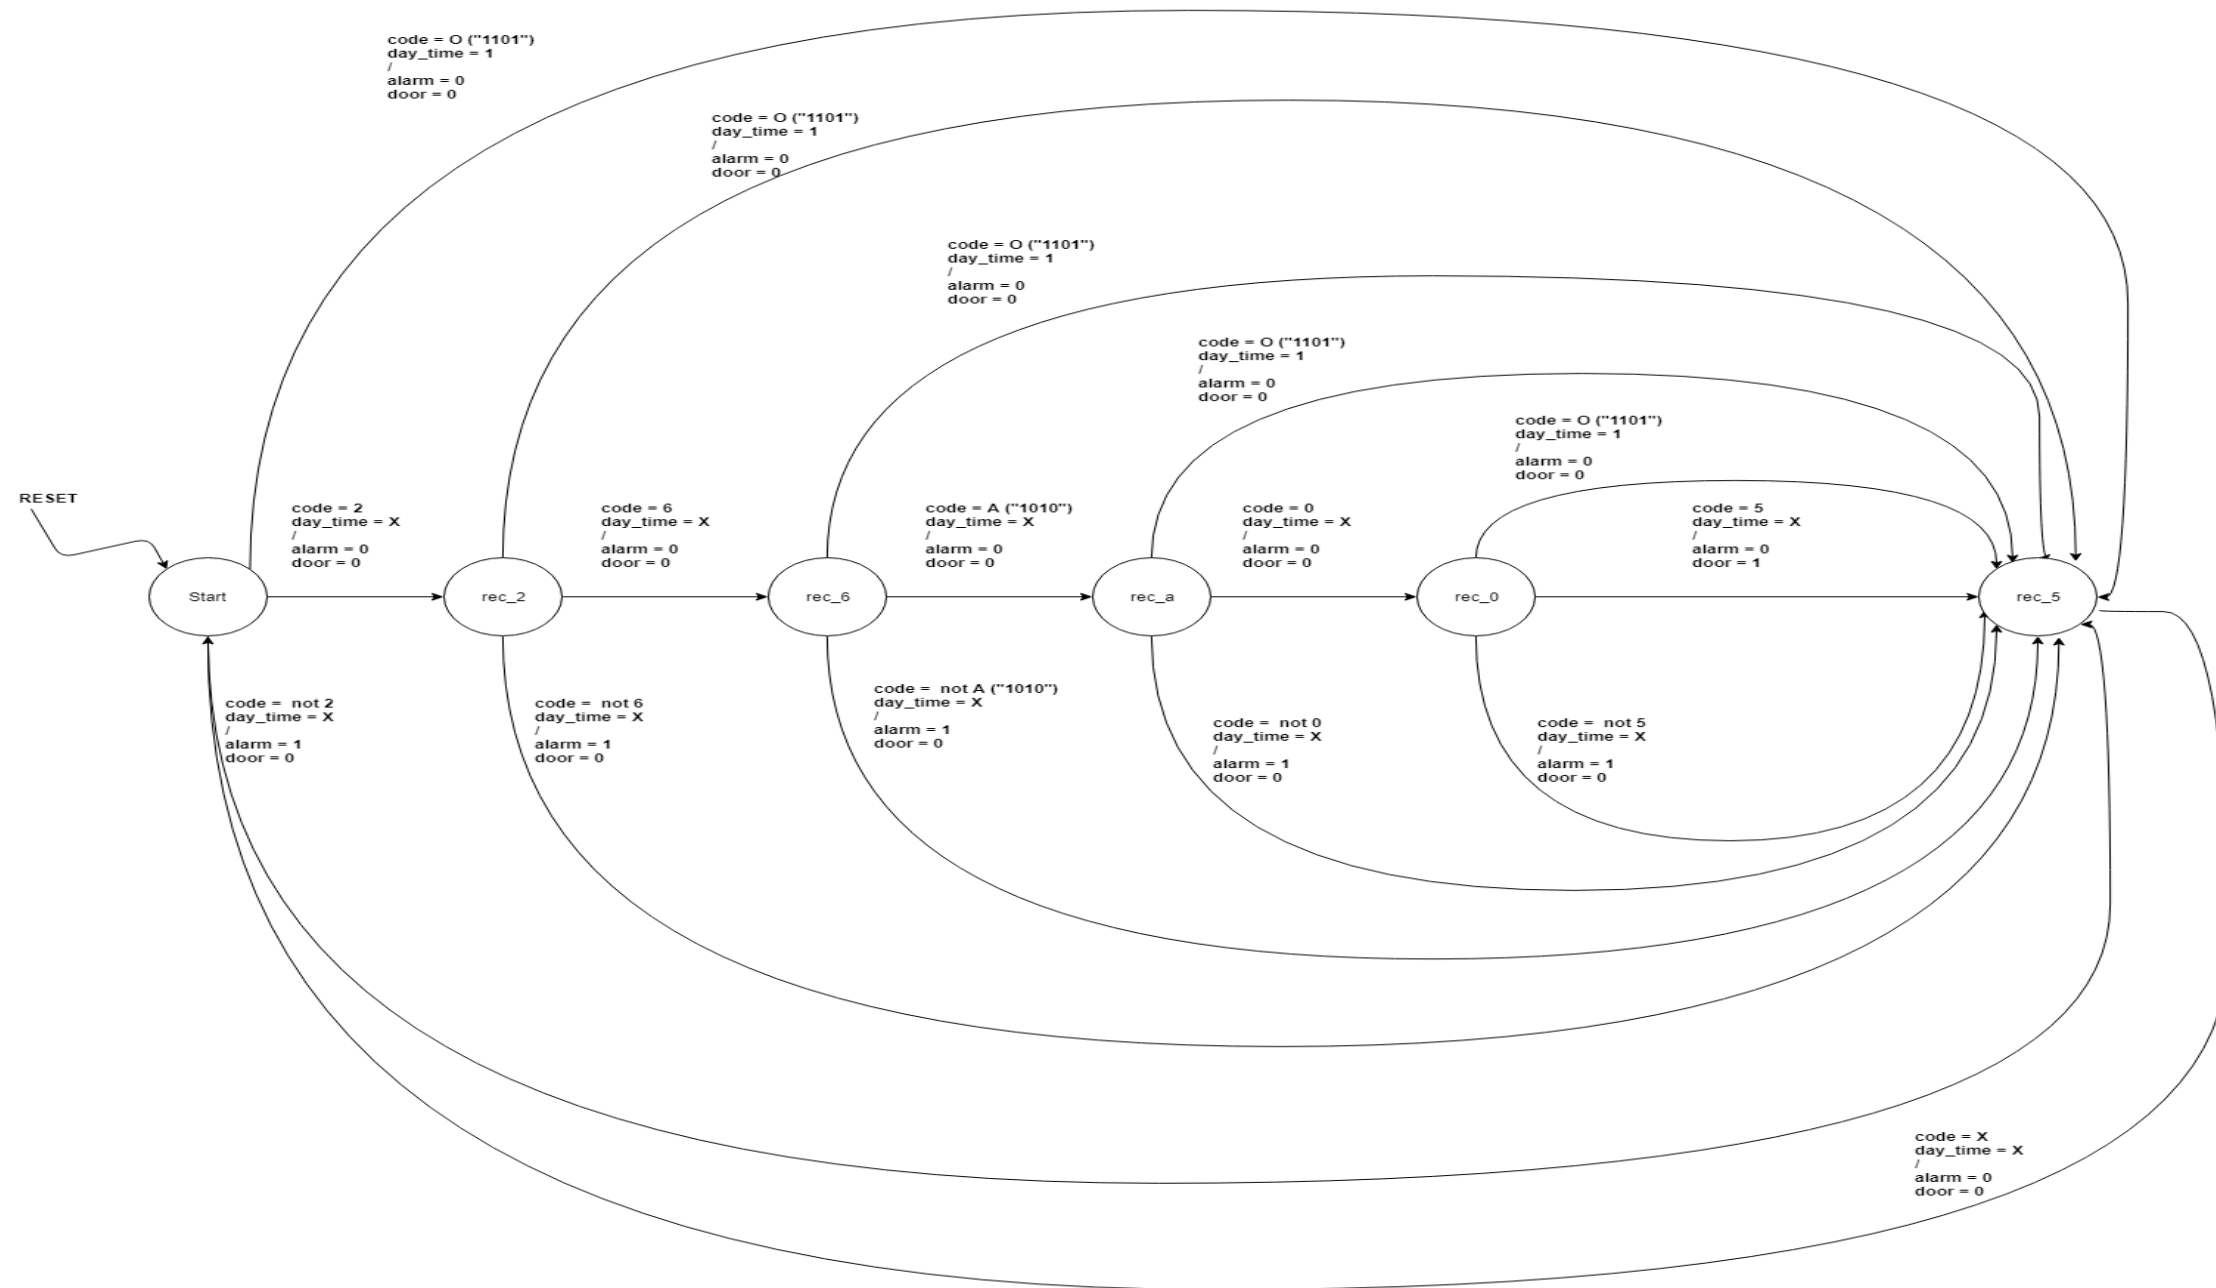 code = O ("1101")
day_time = 1
/
alarm = 0
door = 0
code = O ("1101")
day_time = 1
/
alarm = 0
door = 0
code = O ("1101")
day_time = 1
/
alarm = 0
door = 0
code = O ("1101")
day_time = 1
/
alarm = 0
door = 0
code = O ("1101")
day_time = 1
/
alarm = 0
door = 0
RESET
code = 2
day_time = X
/
alarm = 0
door = 0
code = 6
day_time = X
/
alarm = 0
door = 0
code = A ("1010")
day_time = X
/
alarm = 0
door = 0
code = 0
day_time = X
/
alarm = 0
door = 0
code = 5
day_time = X
/
alarm = 0
door = 1
Start
rec_2
rec_6
rec_a
rec_0
rec_5
code = not 2
day_time = X
/
alarm = 1
door = 0
code = not 6
day_time = X
/
alarm = 1
door = 0
code = not A ("1010")
day_time = X
/
alarm = 1
door = 0
code = not 0
day_time = X
/
alarm = 1
door = 0
code = not 5
day_time = X
/
alarm = 1
door = 0
code = X
day_time = X
/
alarm = 0
door = 0